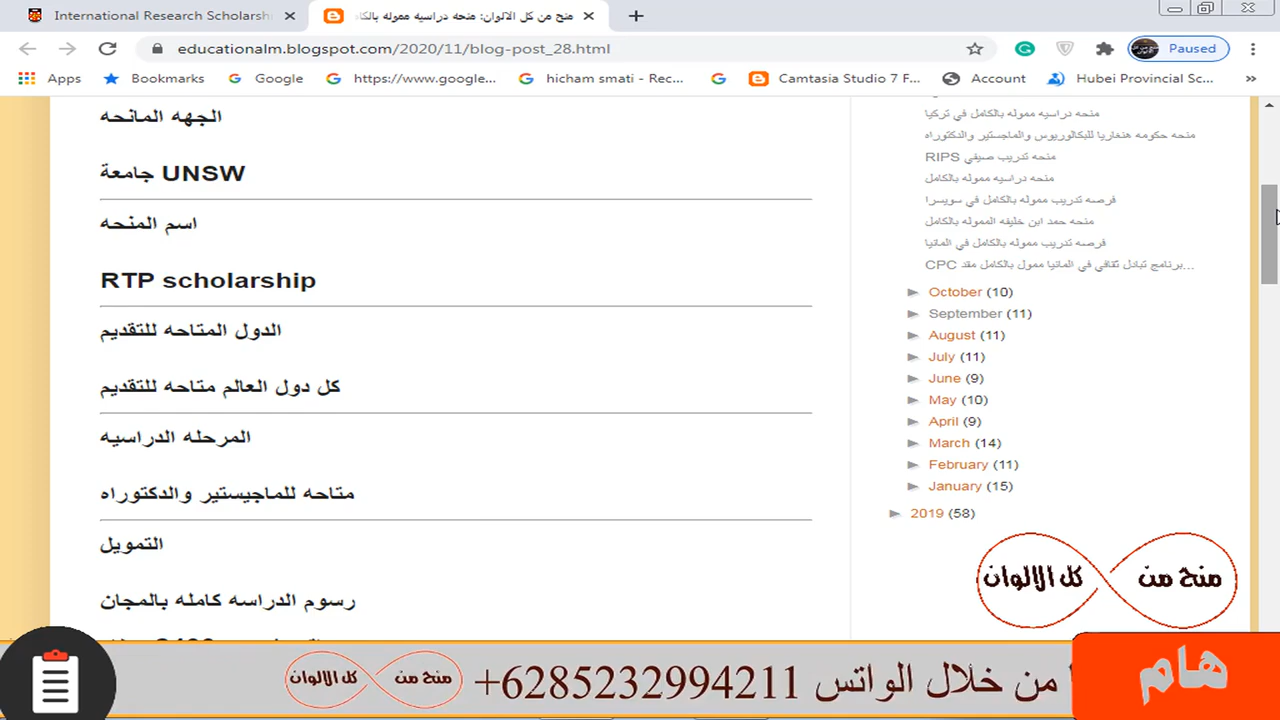 International Research Scholarsh
منح من كل الالوان: منحه دراسيه مموله بالكا
educationalm.blogspot.com/2020/11/blog-post_28.html
Paused
Apps
Bookmarks
Google
https://www.google...
hicham smati - Rec...
Camtasia Studio 7 F...
Account
Hubei Provincial Sc...
»
الجهه المانحه
جامعة UNSW
اسم المنحه
RTP scholarship
الدول المتاحه للتقديم
كل دول العالم متاحه للتقديم
المرحله الدراسيه
متاحه للماجيستير والدكتوراه
التمويل
رسوم الدراسه كامله بالمجان
منحه دراسيه مموله بالكامل في تركيا
منحه حكومه هنغاريا للبكالوريوس والماجستير والدكتوراه
منحه تدريب صيفي RIPS
منحه دراسيه مموله بالكامل
فرصه تدريب مموله بالكامل في سويسرا
منحه حمد ابن خليفه المموله بالكامل
فرصه تدريب مموله بالكامل في المانيا
برنامج تبادل ثقافي في المانيا ممول بالكامل مقد CPC...
► October (10)
► September (11)
► August (11)
► July (11)
► June (9)
► May (10)
► April (9)
► March (14)
► February (11)
► January (15)
► 2019 (58)
منح من كل الالوان
منح من كل الالوان
من خلال الواتس 6285232994211+
هام